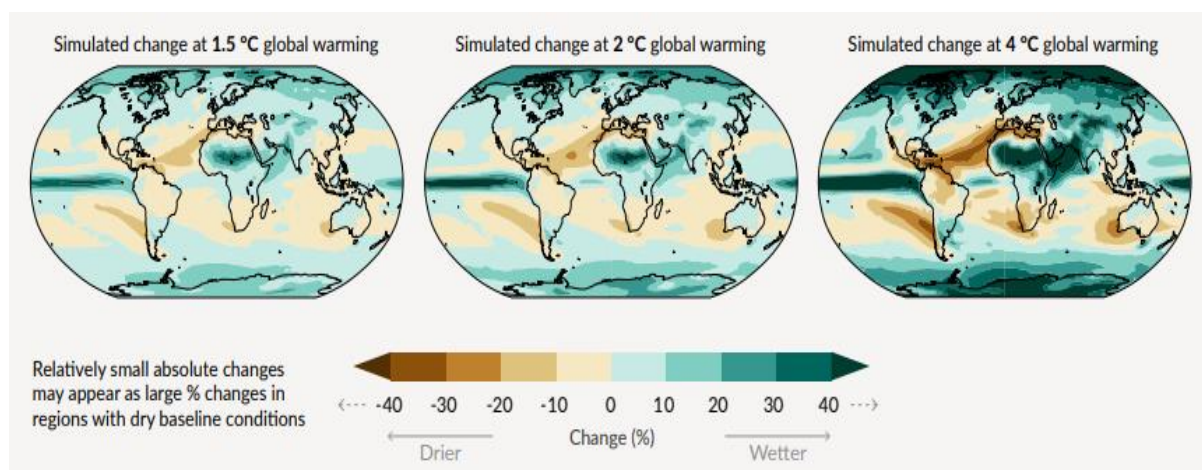 Simulated change at 1.5 °C global warming
Simulated change at 2 °C global warming
Simulated change at 4 °C global warming
Relatively small absolute changes
may appear as large % changes in
regions with dry baseline conditions
-40 -30 -20 -10 0 10 20 30 40
Change (%)
Drier
Wetter